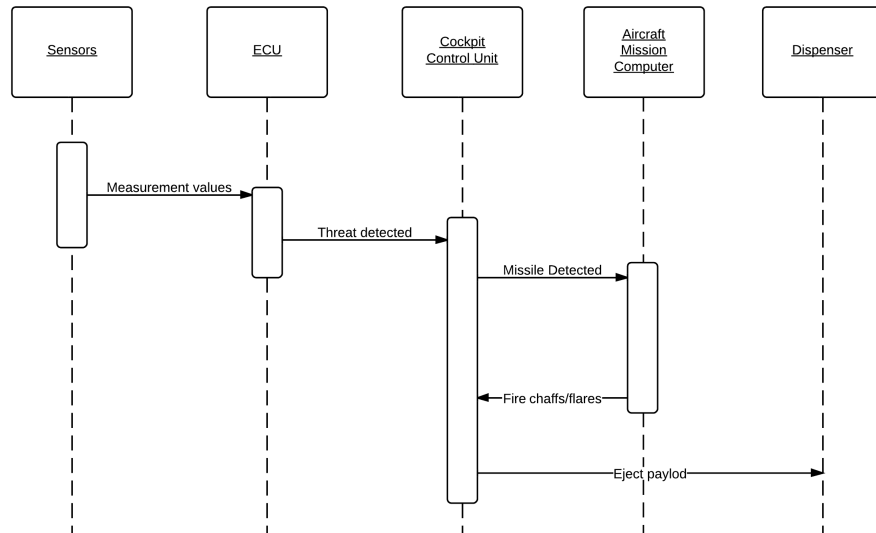 Sensors
ECU
Cockpit
Control Unit
Aircraft
Mission
Computer
Dispenser
Measurement values
Threat detected
Missile Detected
Fire chaffs/flares
Eject paylod